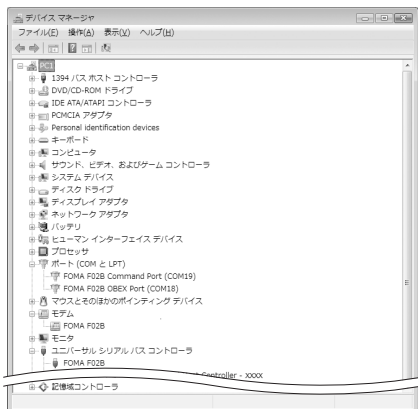 デバイス マネージャ
ファイル(F) 操作(A) 表示(V) ヘルプ(H)
PC1
1394 バス ホスト コントローラ
DVD/CD-ROM ドライブ
IDE ATA/ATAPI コントローラ
PCMCIA アダプタ
Personal identification devices
キーボード
コンピュータ
サウンド、ビデオ、およびゲーム コントローラ
システム デバイス
ディスク ドライブ
ディスプレイ アダプタ
ネットワーク アダプタ
バッテリ
ヒューマン インターフェイス デバイス
プロセッサ
ポート (COM と LPT)
FOMA F02B Command Port (COM19)
FOMA F02B OBEX Port (COM18)
マウスとそのほかのポインティング デバイス
モデム
FOMA F02B
モニタ
ユニバーサル シリアル バス コントローラ
FOMA F02B
Controller - xxxx
記憶域コントローラ